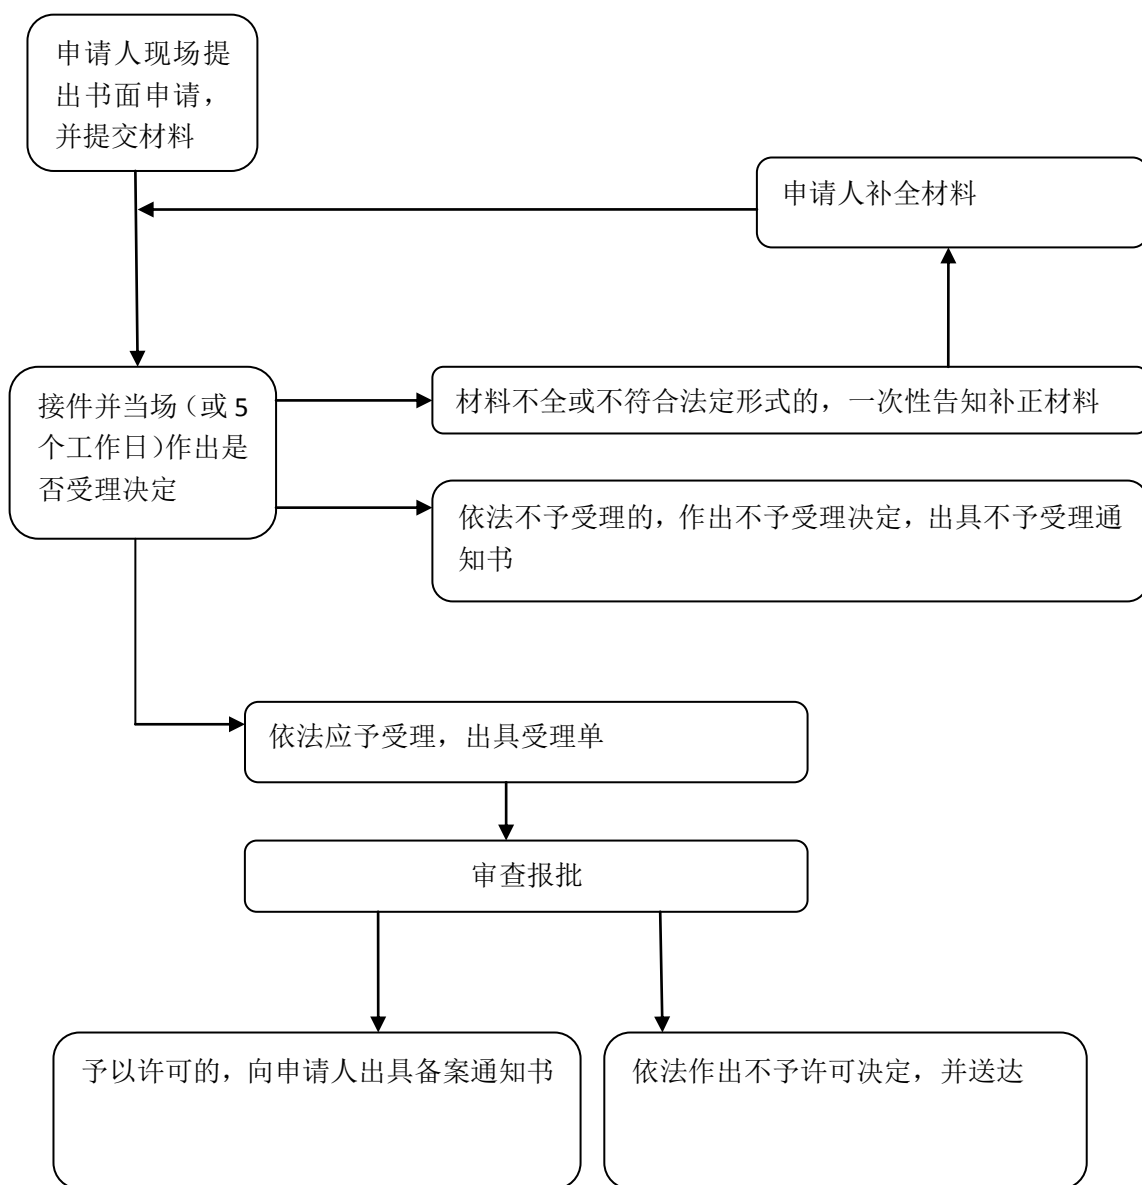 申请人现场提
出书面申请，
并提交材料
申请人补全材料
接件并当场（或 5
个工作日）作出是
否受理决定
材料不全或不符合法定形式的，一次性告知补正材料
依法不予受理的，作出不予受理决定，出具不予受理通
知书
依法应予受理，出具受理单
审查报批
予以许可的，向申请人出具备案通知书
依法作出不予许可决定，并送达